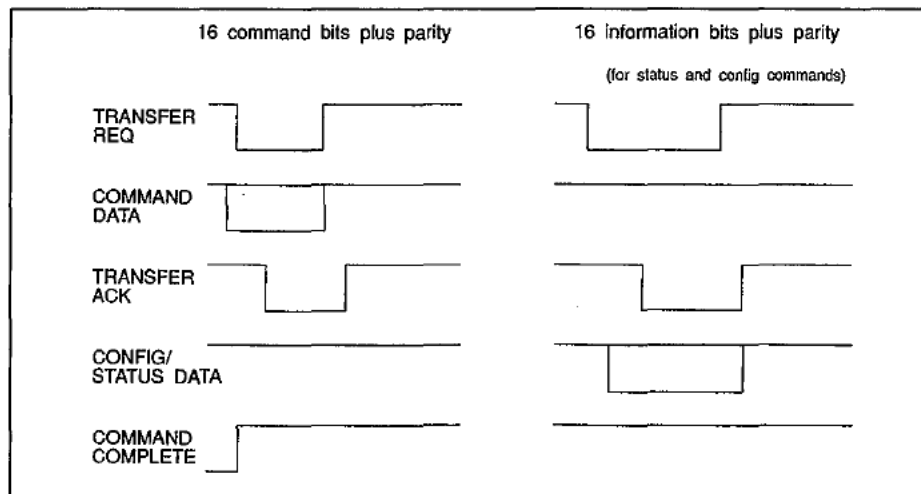 16 command bits plus parity
16 information bits plus parity
(for status and config commands)
TRANSFER
REQ
COMMAND
DATA
TRANSFER
ACK
CONFIG/
STATUS DATA
COMMAND
COMPLETE